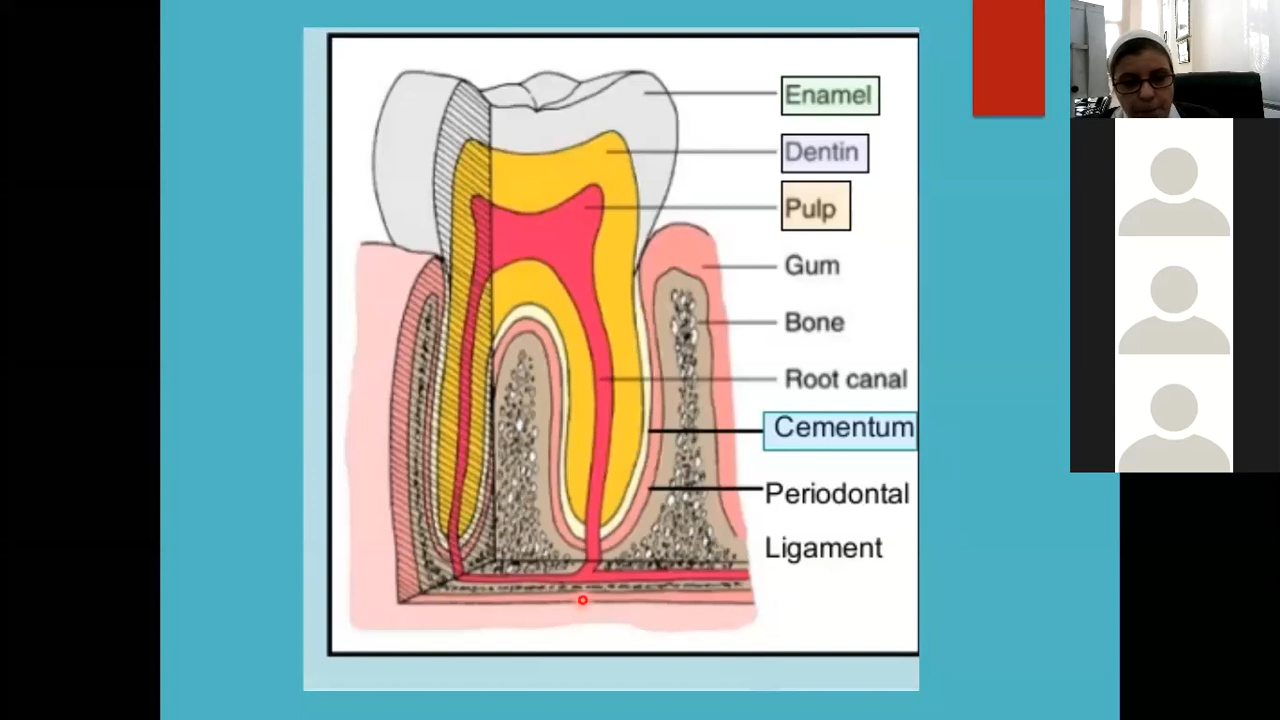 Enamel
Dentin
Pulp
Gum
Bone
Root canal
Cementum
Periodontal
Ligament